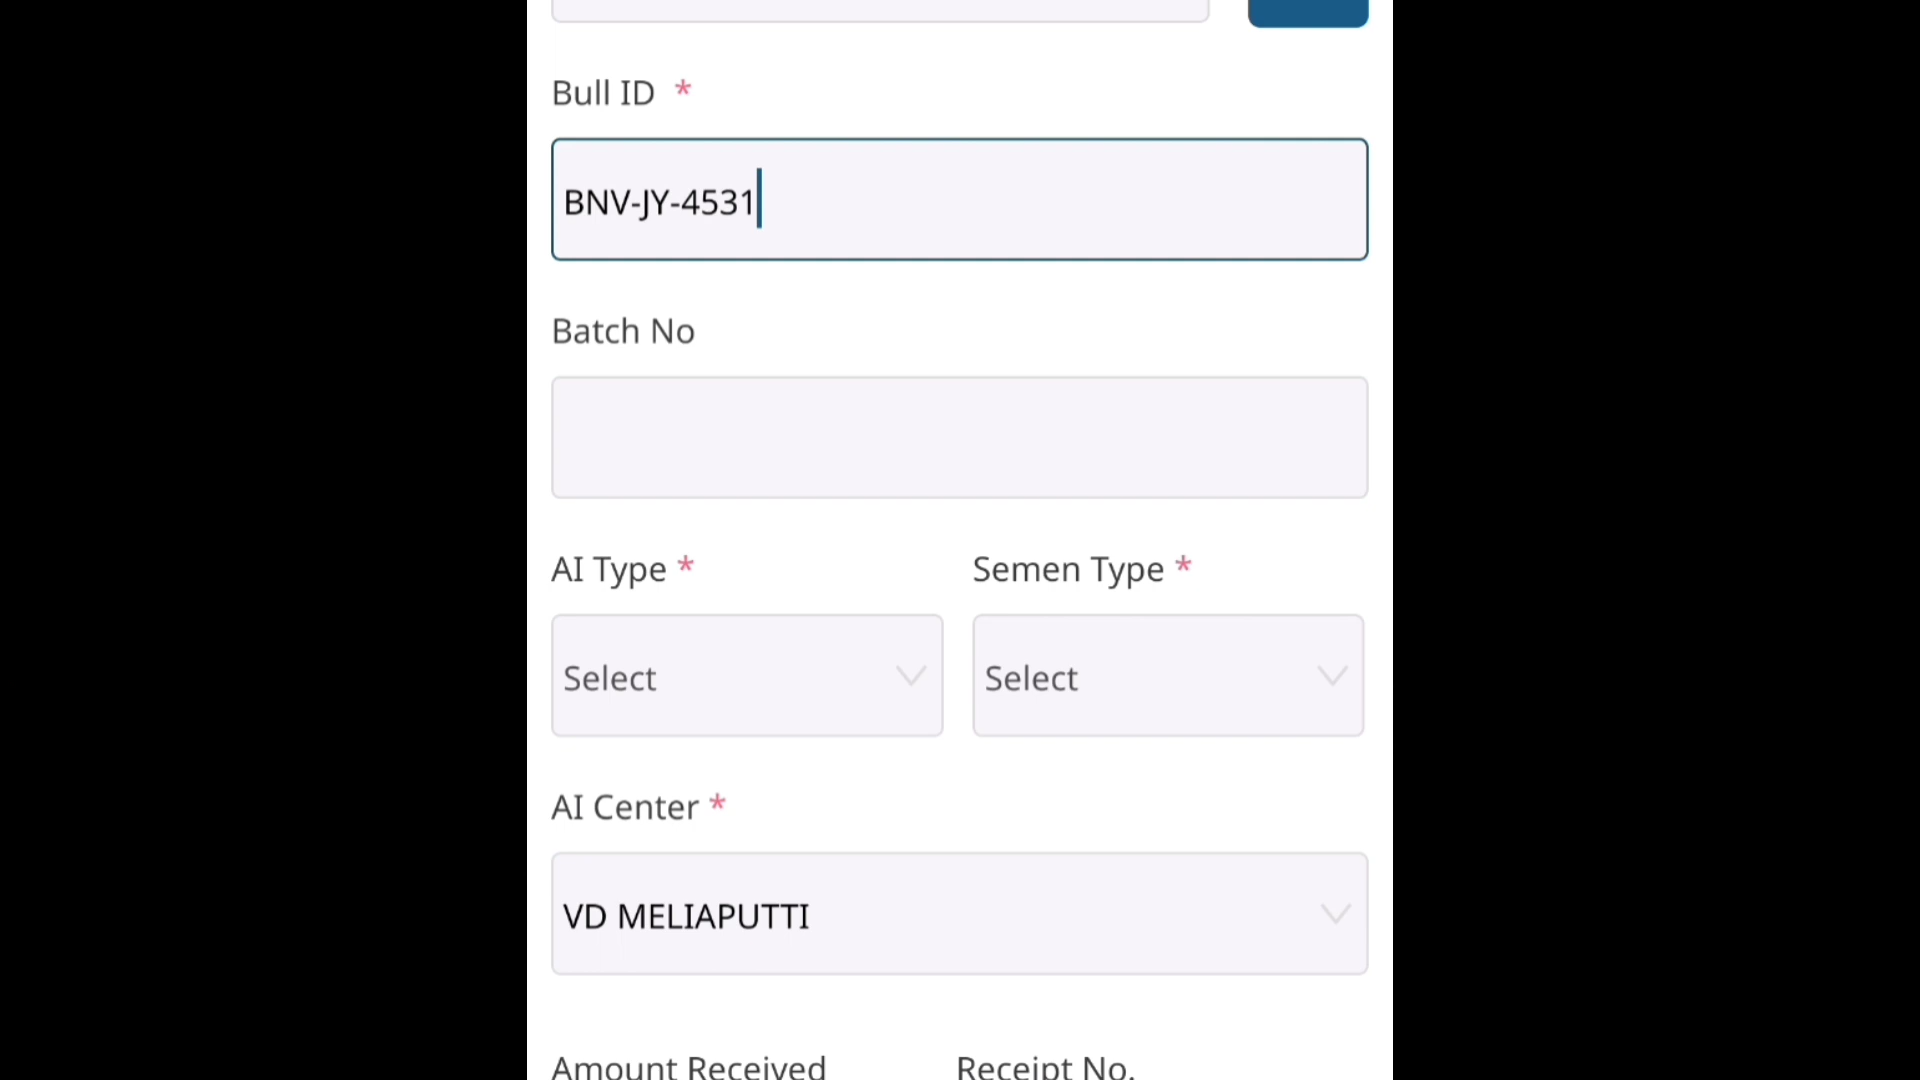 Bull ID *
BNV-JY-4531
Batch No
AI Type * Semen Type *
Select Select
AI Center *
VD MELIAPUTTI
Amount Received Receipt No.